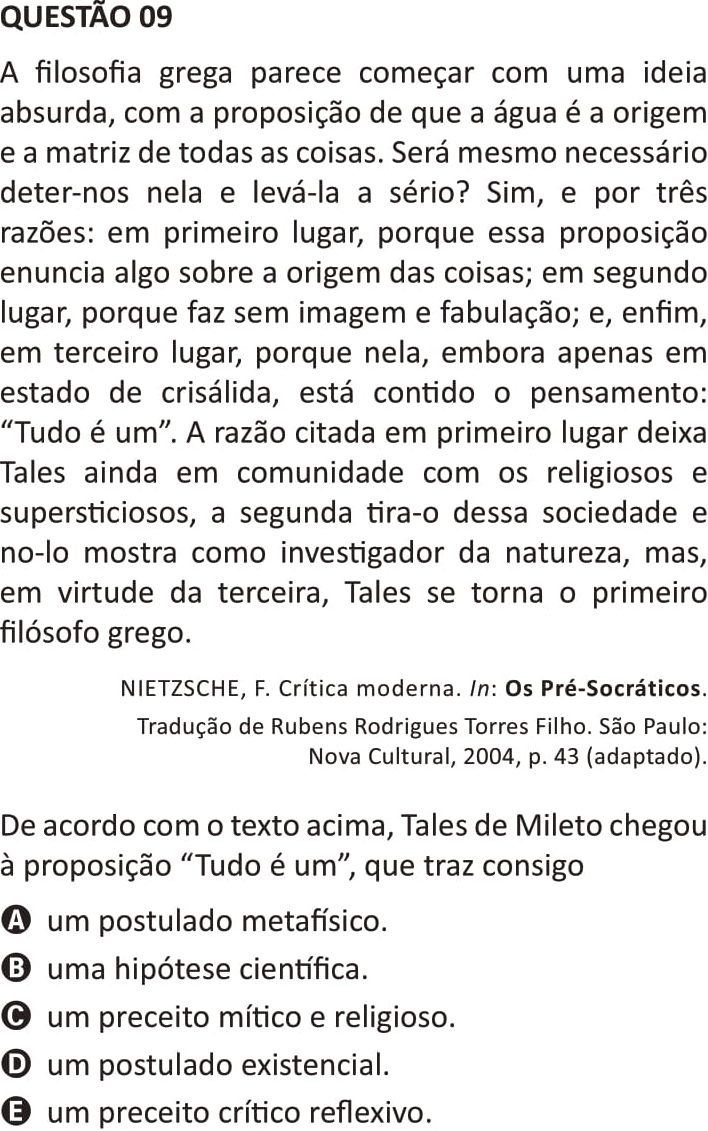 QUESTÃO 09
A filosofia grega parece começar com uma ideia
absurda, com a proposição de que a água é a origem
e a matriz de todas as coisas. Será mesmo necessário
deter-nos nela e levá-la a sério? Sim, e por três
razões: em primeiro lugar, porque essa proposição
enuncia algo sobre a origem das coisas; em segundo
lugar, porque faz sem imagem e fabulação; e, enfim,
em terceiro lugar, porque nela, embora apenas em
estado de crisálida, está contido o pensamento:
“Tudo é um”. A razão citada em primeiro lugar deixa
Tales ainda em comunidade com os religiosos e
supersticiosos, a segunda tira-o dessa sociedade e
no-lo mostra como investigador da natureza, mas,
em virtude da terceira, Tales se torna o primeiro
filósofo grego.
NIETZSCHE, F. Crítica moderna. In: Os Pré-Socráticos.
Tradução de Rubens Rodrigues Torres Filho. São Paulo:
Nova Cultural, 2004, p. 43 (adaptado).
De acordo com o texto acima, Tales de Mileto chegou
à proposição “Tudo é um”, que traz consigo
A um postulado metafísico.
B uma hipótese científica.
C um preceito mítico e religioso.
D um postulado existencial.
E um preceito crítico reflexivo.